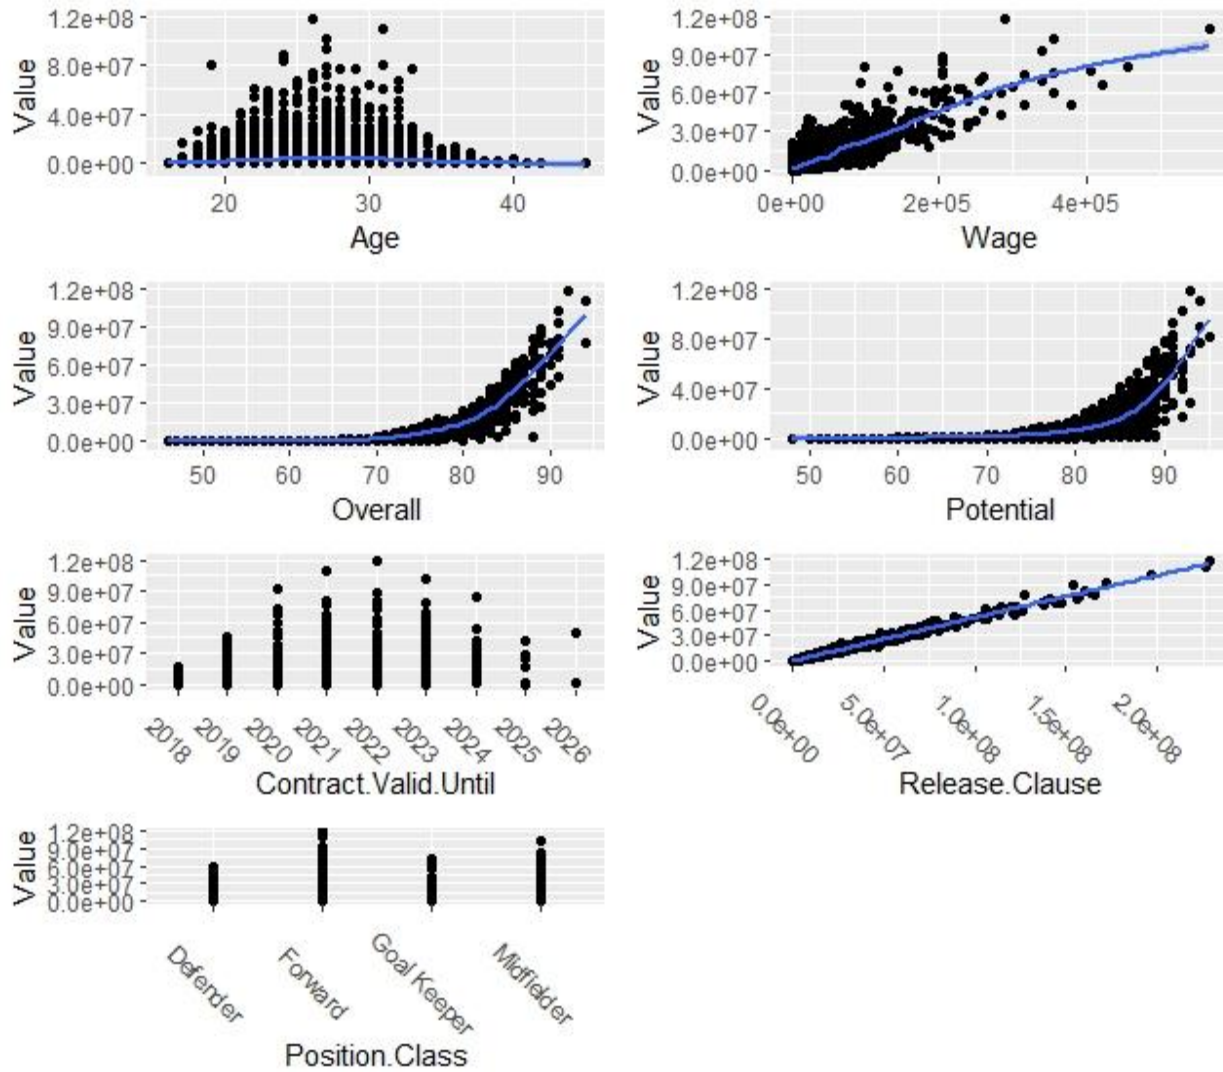 Value
1.2e+08
8.0e+07
4.0e+07
0.0e+00
20 30 40
Age
Value
1.2e+08
9.0e+07
6.0e+07
3.0e+07
0.0e+00
0e+00 2e+05 4e+05
Wage
Value
1.2e+08
9.0e+07
6.0e+07
3.0e+07
0.0e+00
50 60 70 80 90
Overall
Value
1.2e+08
8.0e+07
4.0e+07
0.0e+00
50 60 70 80 90
Potential
Value
1.2e+08
9.0e+07
6.0e+07
3.0e+07
0.0e+00
2018 2019 2020 2021 2022 2023 2024 2025 2026
Contract.Valid.Until
Value
1.2e+08
9.0e+07
6.0e+07
3.0e+07
0.0e+00
0.0e+00 5.0e+07 1.0e+08 1.5e+08 2.0e+08
Release.Clause
Value
1.2e+08
9.0e+07
6.0e+07
3.0e+07
0.0e+00
Defender Forward Goal Keeper Midfielder
Position.Class